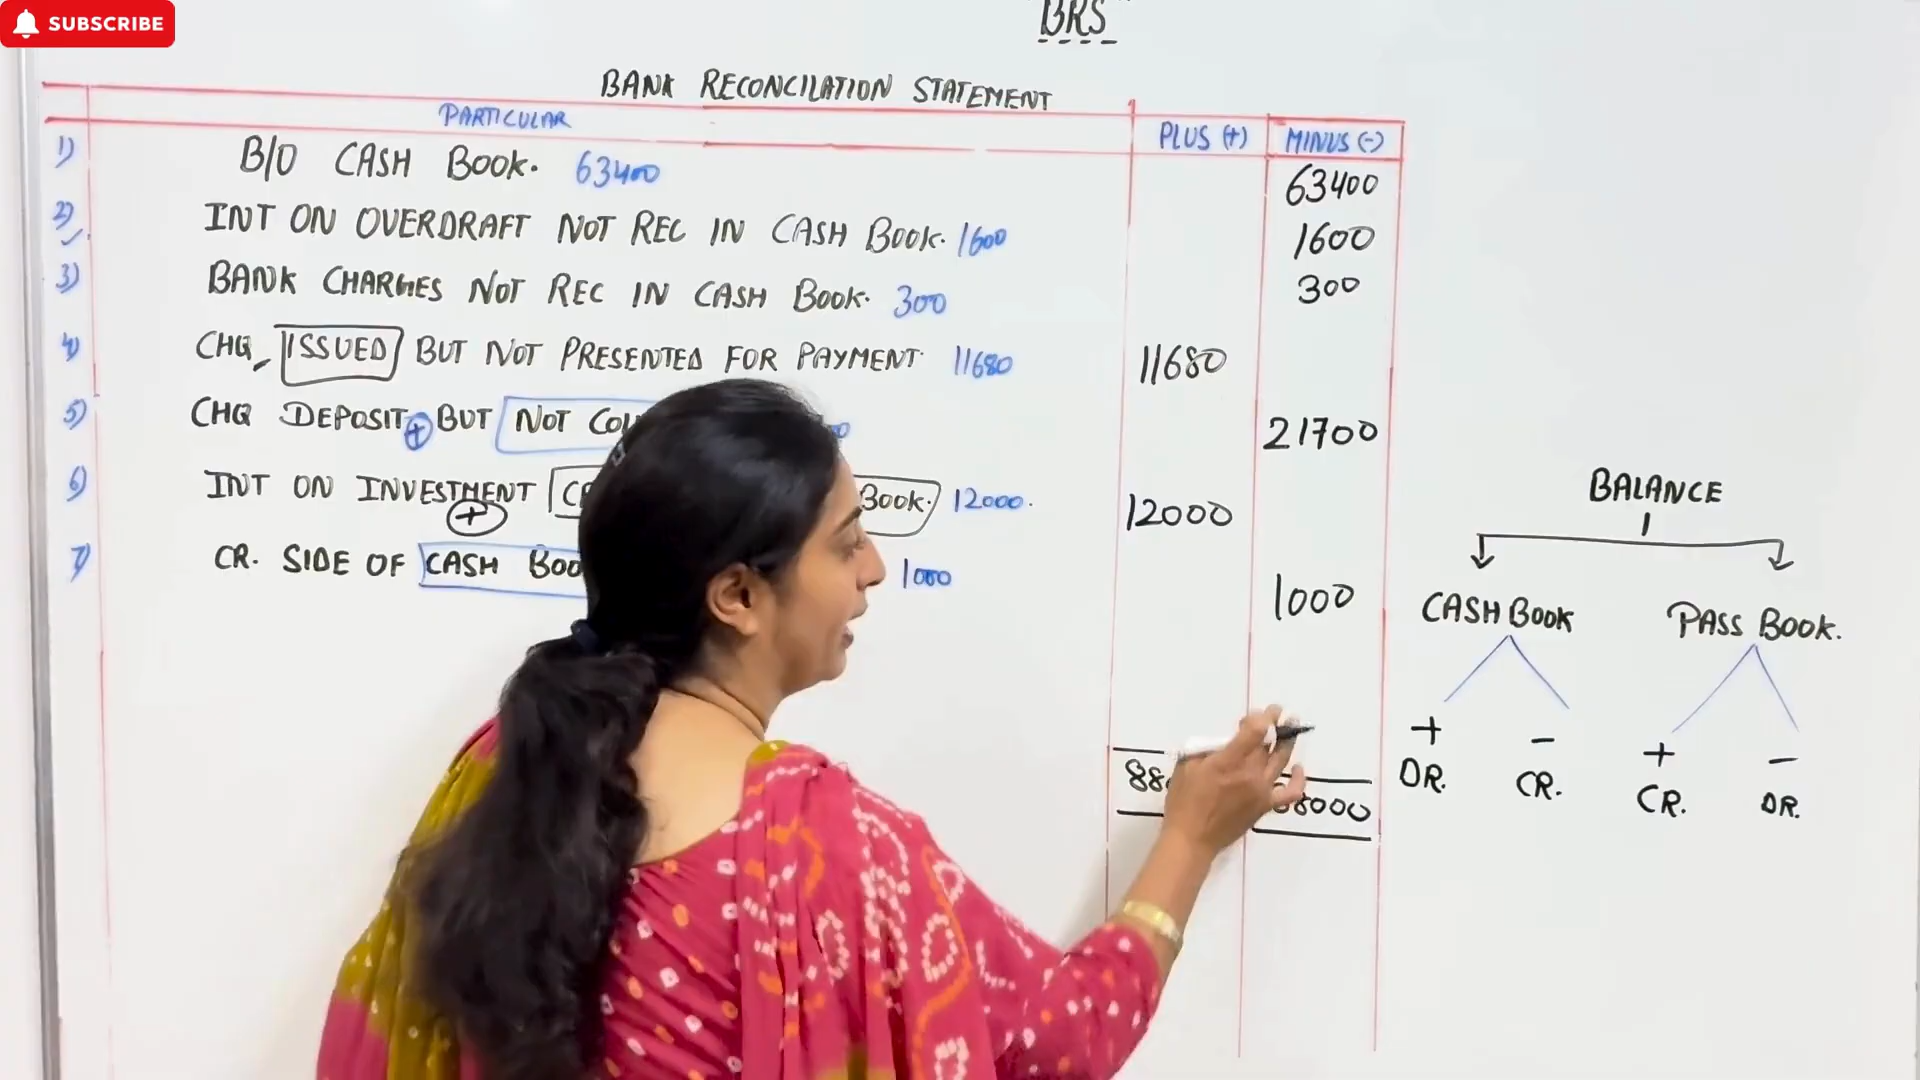 SUBSCRIBE
BRS
BANK RECONCILATION STATEMENT
PARTICULAR PLUS (+) MINUS (-)
1) B/O CASH BOOK. 63400 63400
2) INT ON OVERDRAFT NOT REC IN CASH BOOK. 1600 1600
3) BANK CHARGES NOT REC IN CASH BOOK. 300 300
4) CHQ ISSUED BUT NOT PRESENTED FOR PAYMENT. 11680 11680
5) CHQ DEPOSIT + BUT NOT 21700
6) INT ON INVESTMENT BOOK. 12000. 12000
+
7) CR. SIDE OF CASH 1000 1000
8000
BALANCE
CASH BOOK PASS BOOK.
+ - + -
DR. CR. CR. DR.